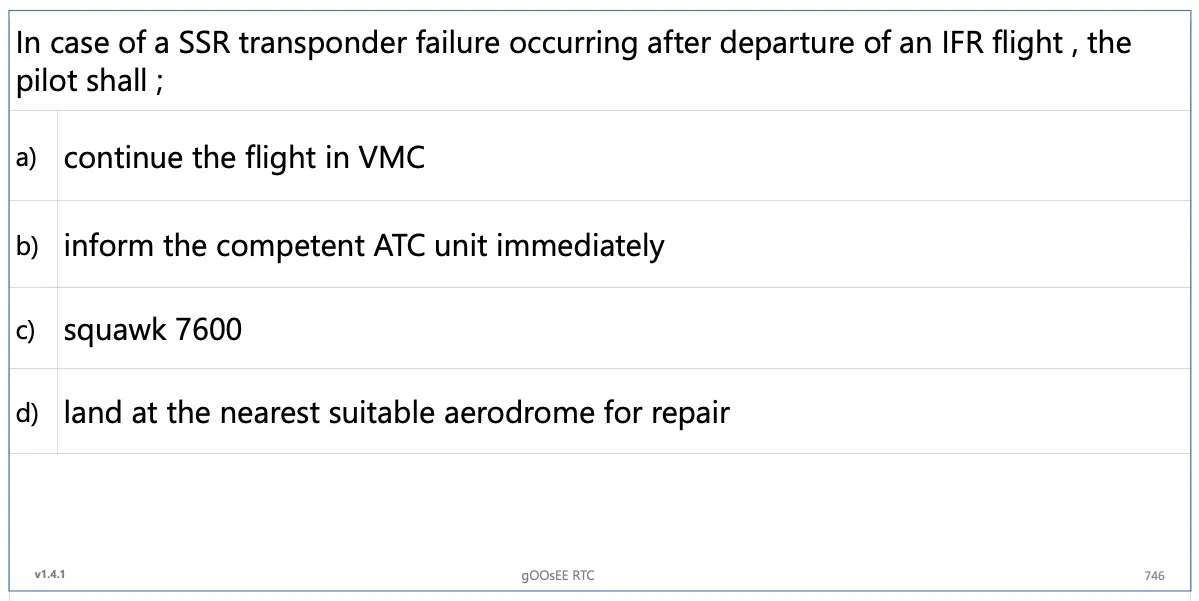 In case of a SSR transponder failure occurring after departure of an IFR flight , the
pilot shall ;
a) continue the flight in VMC
b) inform the competent ATC unit immediately
c) squawk 7600
d) land at the nearest suitable aerodrome for repair
v1.4.1 gOOsEE RTC 746